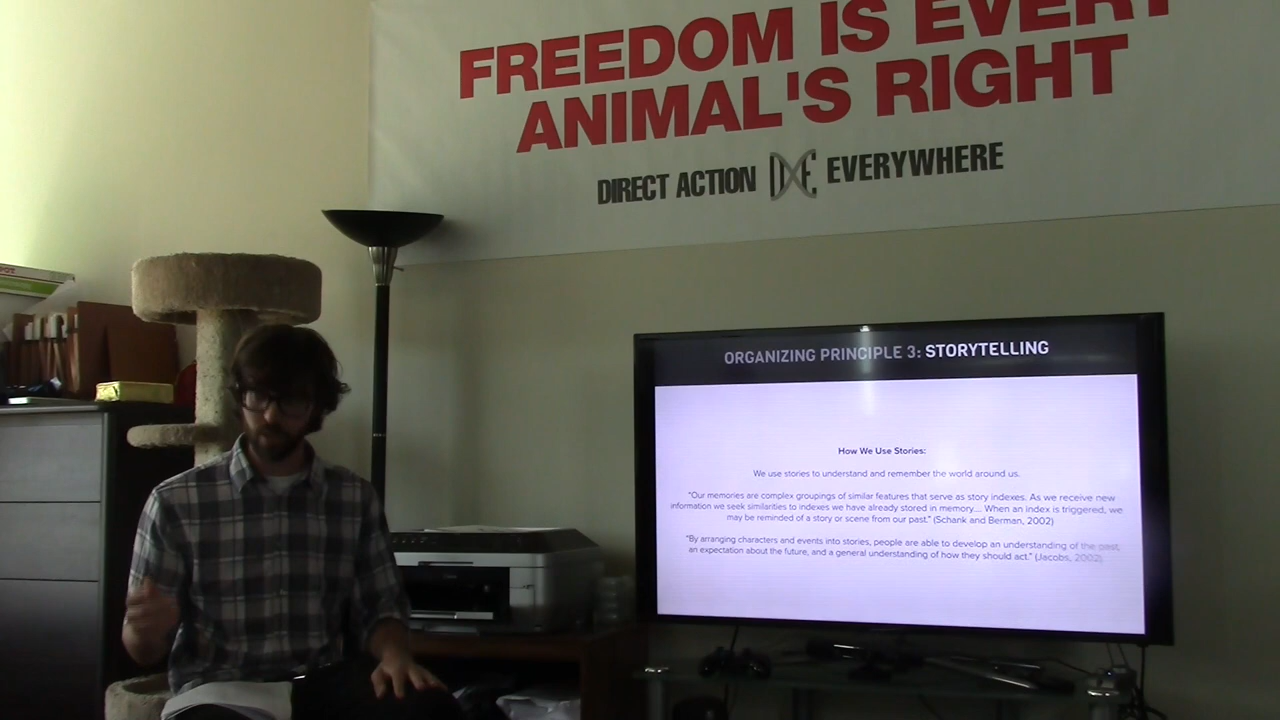 FREEDOM IS EVERY
ANIMAL'S RIGHT
DIRECT ACTION DXE EVERYWHERE
ORGANIZING PRINCIPLE 3: STORYTELLING
How We Use Stories:
We use stories to understand and remember the world around us.
"Our memories are complex groupings of similar features that serve as story indexes. As we receive new
information we seek similarities to indexes we have already stored in memory.... When an index is triggered, we
may be reminded of a story or scene from our past." (Schank and Berman, 2002)
"By arranging characters and events into stories, people are able to develop an understanding of the past,
an expectation about the future, and a general understanding of how they should act." (Jacobs, 2002)